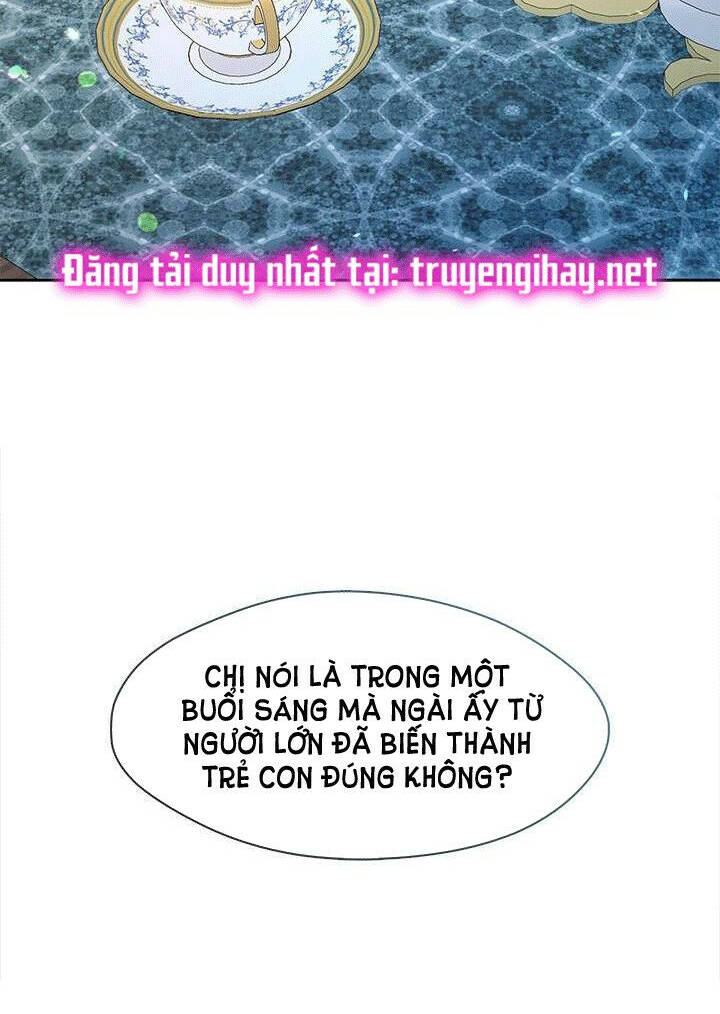 Đăng tải duy nhất tại: truyengihay.net
CHỊ NÓI LÀ TRONG MỘT
BUỔI SÁNG MÀ NGÀI ẤY TỪ
NGƯỜI LỚN ĐÃ BIẾN THÀNH
TRẺ CON ĐÚNG KHÔNG?